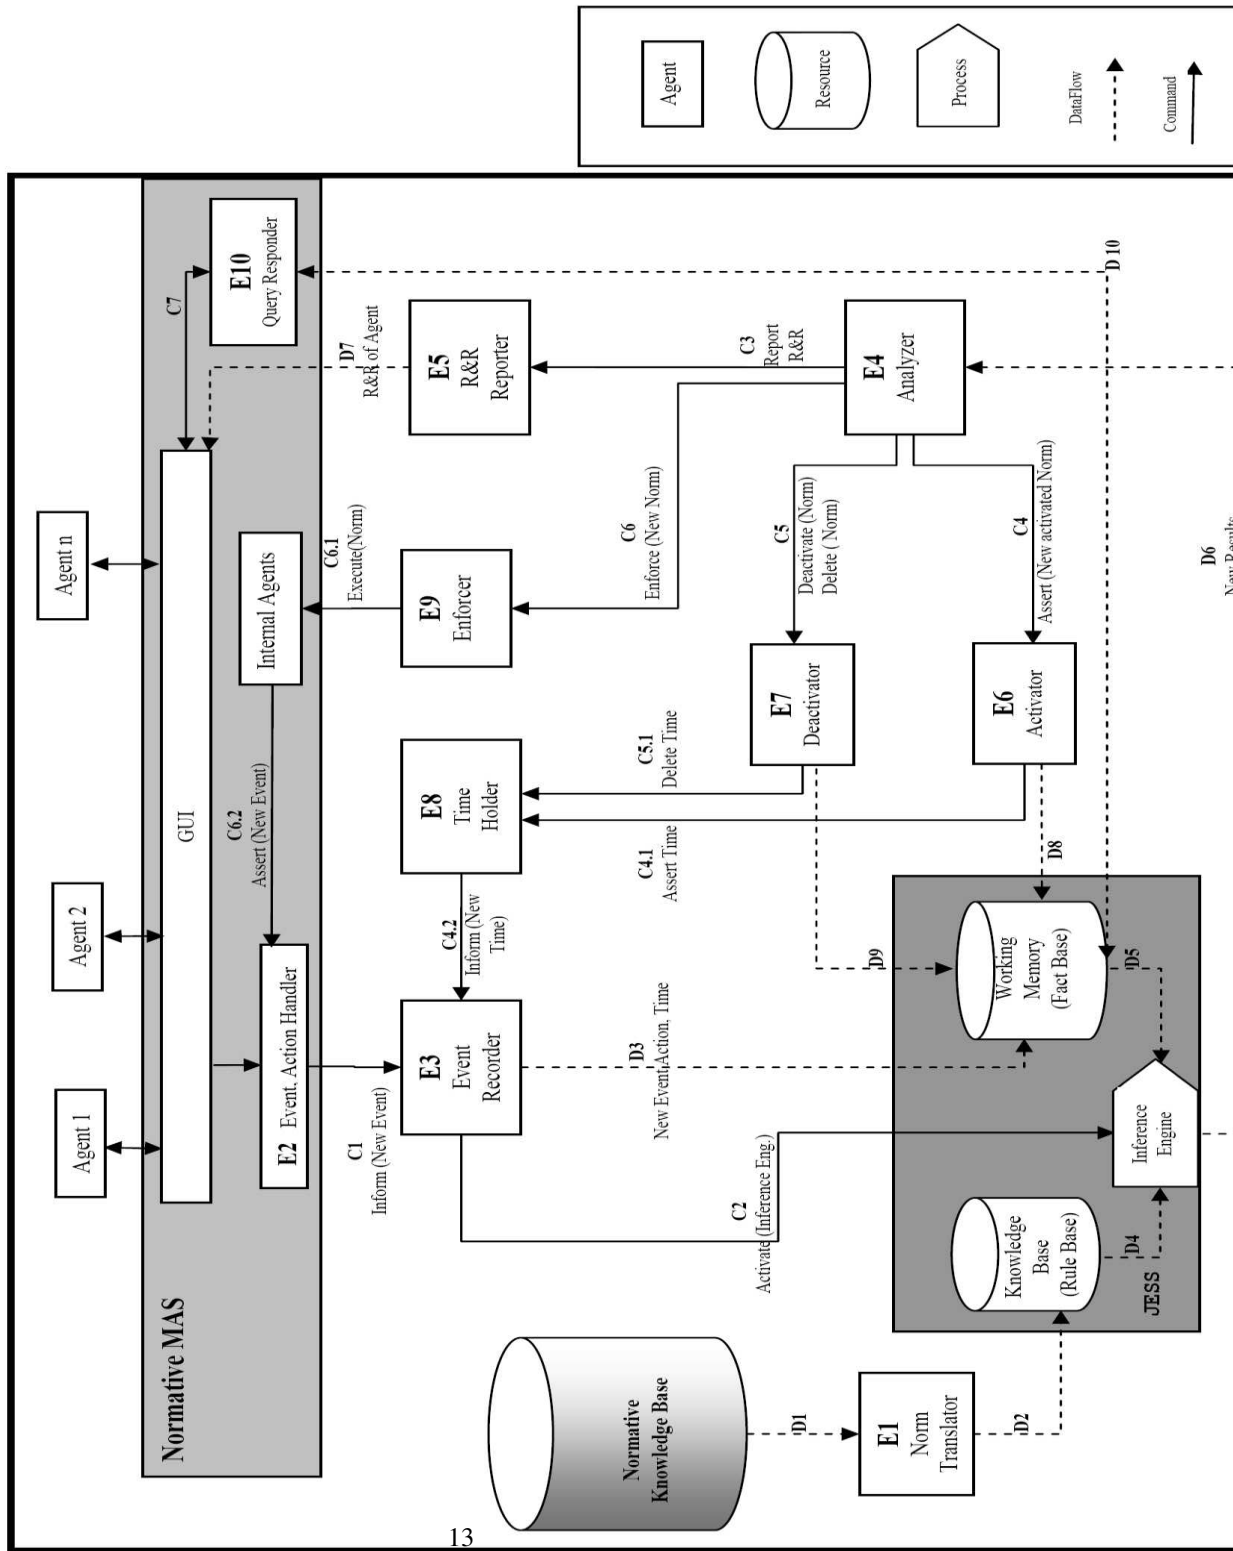 Agent 1
Agent 2
Agent n
Normative MAS
GUI
C7
E2 Event, Action Handler
C6.2
Assert (New Event)
Internal Agents
E10
Query Responder
C1
Inform (New Event)
C6.1
Execute(Norm)
D7
R&R of Agent
E3
Event
Recorder
C4.2
Inform (New
Time)
E8
Time
Holder
E9
Enforcer
E5
R&R
Reporter
Normative
Knowledge Base
D3
New Event,Action, Time
C4.1
Assert Time
C5.1
Delete Time
C6
Enforce (New Norm)
C3
Report
R&R
C2
Activate (Inference Eng.)
D1
E7
Deactivator
C5
Deactivate (Norm)
Delete ( Norm)
E4
Analyzer
E1
Norm
Translator
D2
D9
D8
E6
Activator
C4
Assert (New activated Norm)
D 10
Knowledge
Base
(Rule Base)
D4
JESS
Working
Memory
(Fact Base)
D5
Inference
Engine
D6
Agent
Resource
Process
DataFlow
Command
13